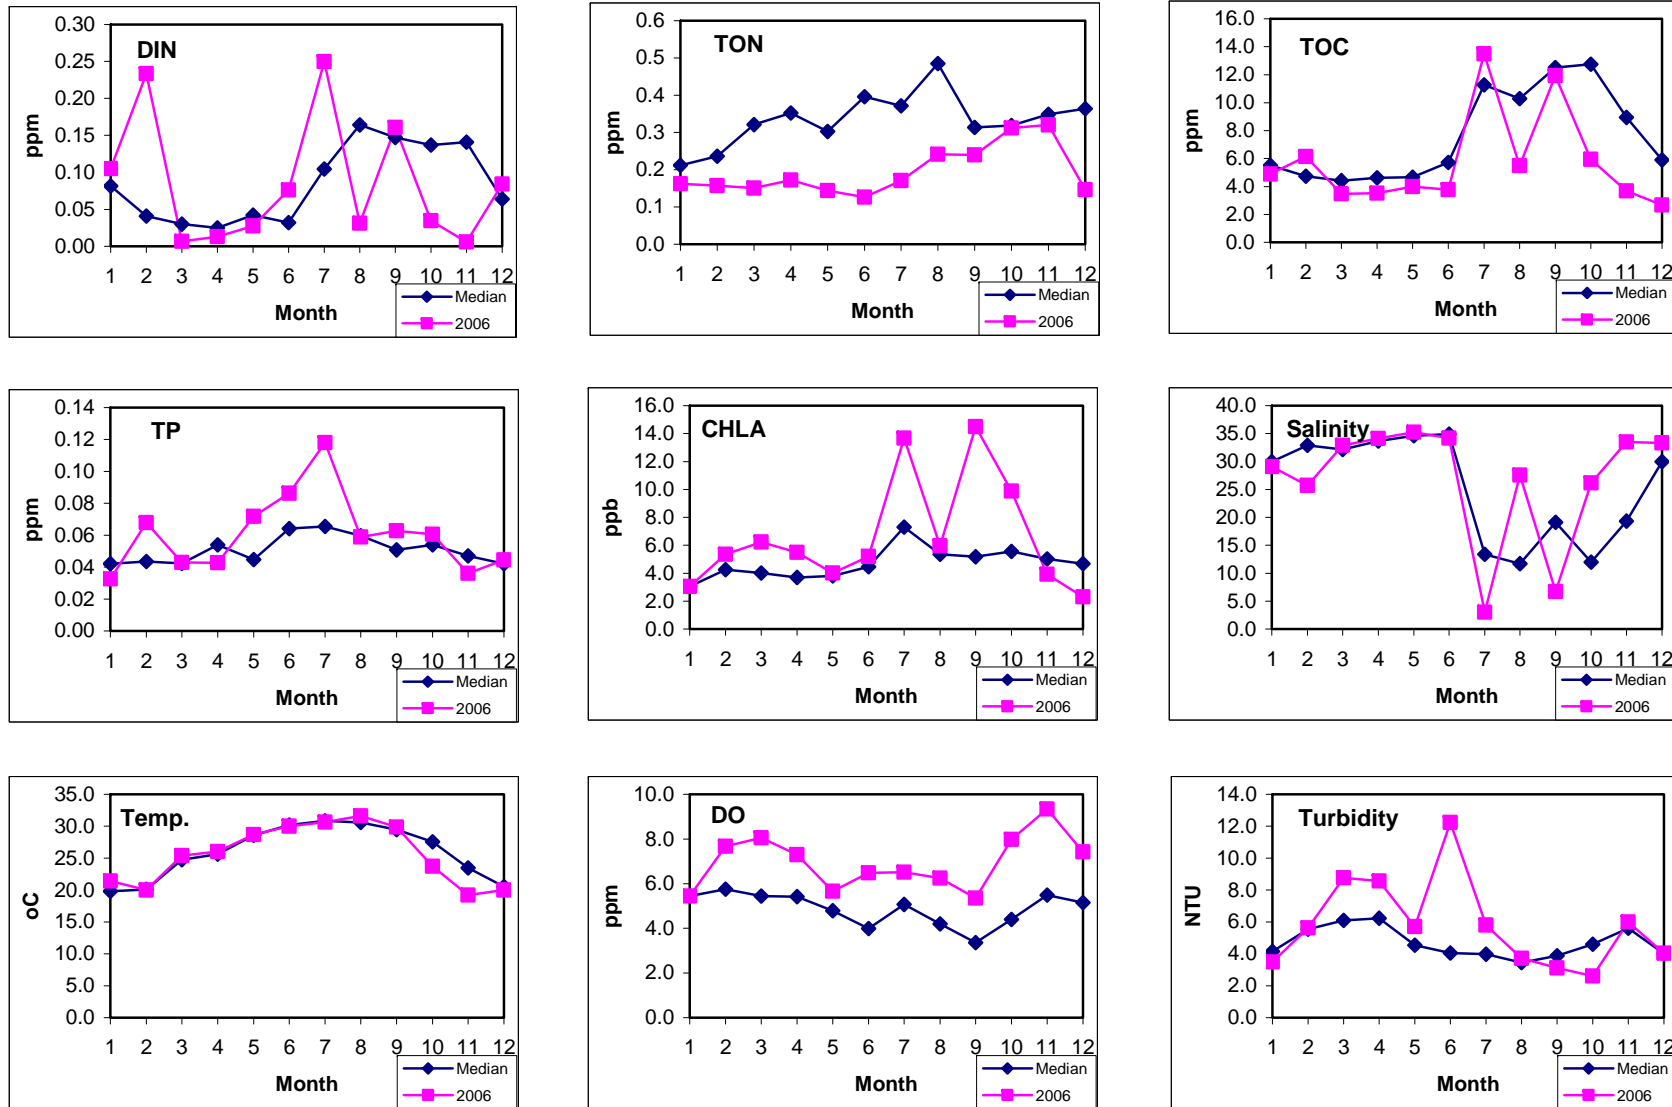 DIN
ppm
0.30
0.25
0.20
0.15
0.10
0.05
0.00
1 2 3 4 5 6 7 8 9 10 11 12
Month
Median
2006
TON
ppm
0.6
0.5
0.4
0.3
0.2
0.1
0.0
1 2 3 4 5 6 7 8 9 10 11 12
Month
Median
2006
TOC
ppm
16.0
14.0
12.0
10.0
8.0
6.0
4.0
2.0
0.0
1 2 3 4 5 6 7 8 9 10 11 12
Month
Median
2006
TP
ppm
0.14
0.12
0.10
0.08
0.06
0.04
0.02
0.00
1 2 3 4 5 6 7 8 9 10 11 12
Month
Median
2006
CHLA
ppb
16.0
14.0
12.0
10.0
8.0
6.0
4.0
2.0
0.0
1 2 3 4 5 6 7 8 9 10 11 12
Month
Median
2006
Salinity
40.0
35.0
30.0
25.0
20.0
15.0
10.0
5.0
0.0
1 2 3 4 5 6 7 8 9 10 11 12
Month
Median
2006
Temp.
oC
35.0
30.0
25.0
20.0
15.0
10.0
5.0
0.0
1 2 3 4 5 6 7 8 9 10 11 12
Month
Median
2006
DO
ppm
10.0
8.0
6.0
4.0
2.0
0.0
1 2 3 4 5 6 7 8 9 10 11 12
Month
Median
2006
Turbidity
NTU
14.0
12.0
10.0
8.0
6.0
4.0
2.0
0.0
1 2 3 4 5 6 7 8 9 10 11 12
Month
Median
2006